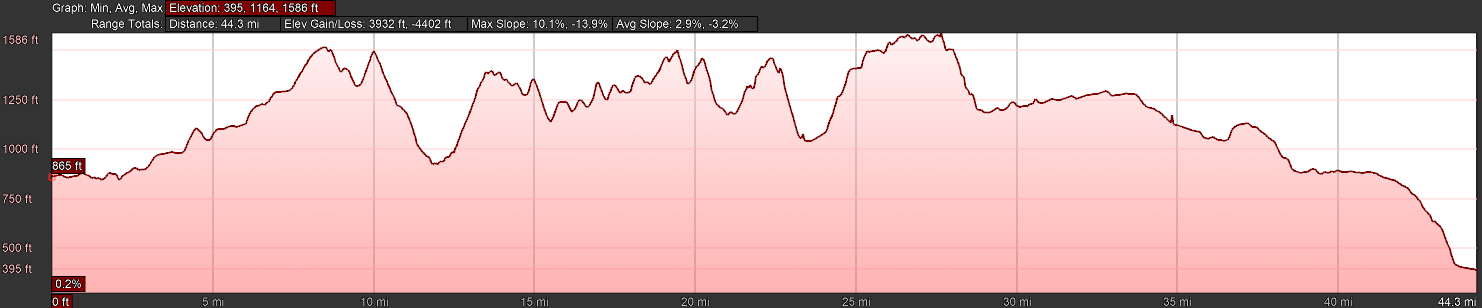 Graph: Min, Avg, Max Elevation: 395, 1164, 1586 ft
Range Totals: Distance: 44.3 mi Elev Gain/Loss: 3932 ft, -4402 ft Max Slope: 10.1%, -13.9% Avg Slope: 2.9%, -3.2%
1586 ft
1250 ft
1000 ft
865 ft
750 ft
500 ft
395 ft
0.2%
0 ft 5 mi 10 mi 15 mi 20 mi 25 mi 30 mi 35 mi 40 mi 44.3 mi